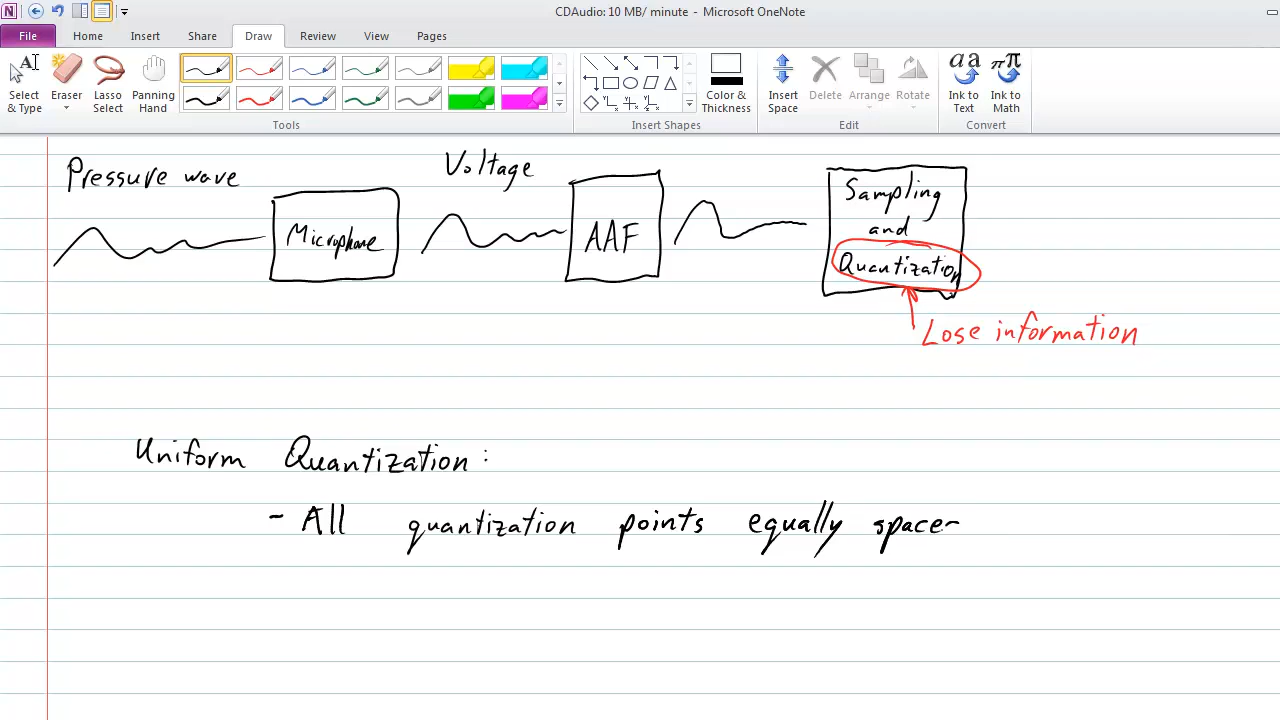 CDAudio: 10 MB/ minute - Microsoft OneNote
File Home Insert Share Draw Review View Pages
Select & Type Eraser Lasso Select Panning Hand Color & Thickness Insert Space Delete Arrange Rotate Ink to Text Ink to Math
Tools Insert Shapes Edit Convert
Pressure wave
Microphone
Voltage
AAF
Sampling
and
Quantization
Lose information
Uniform Quantization:
- All quantization points equally space